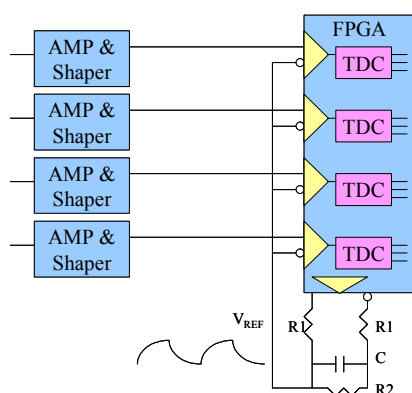 FPGA
AMP &
Shaper
TDC
AMP &
Shaper
TDC
AMP &
Shaper
TDC
AMP &
Shaper
TDC
VREF
R1
R1
C
R2